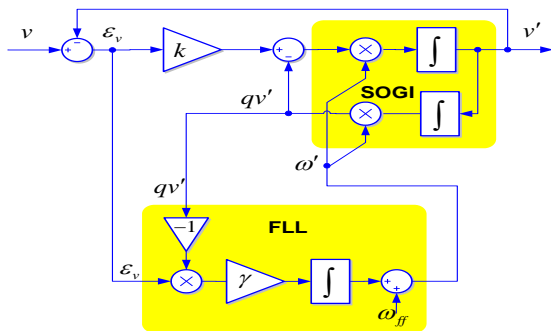 v
+
-
ε_v
k
+
-
×
∫
v'
SOGI
×
∫
qv'
ω'
qv'
-1
FLL
ε_v
×
γ
∫
+
+
ω_ff